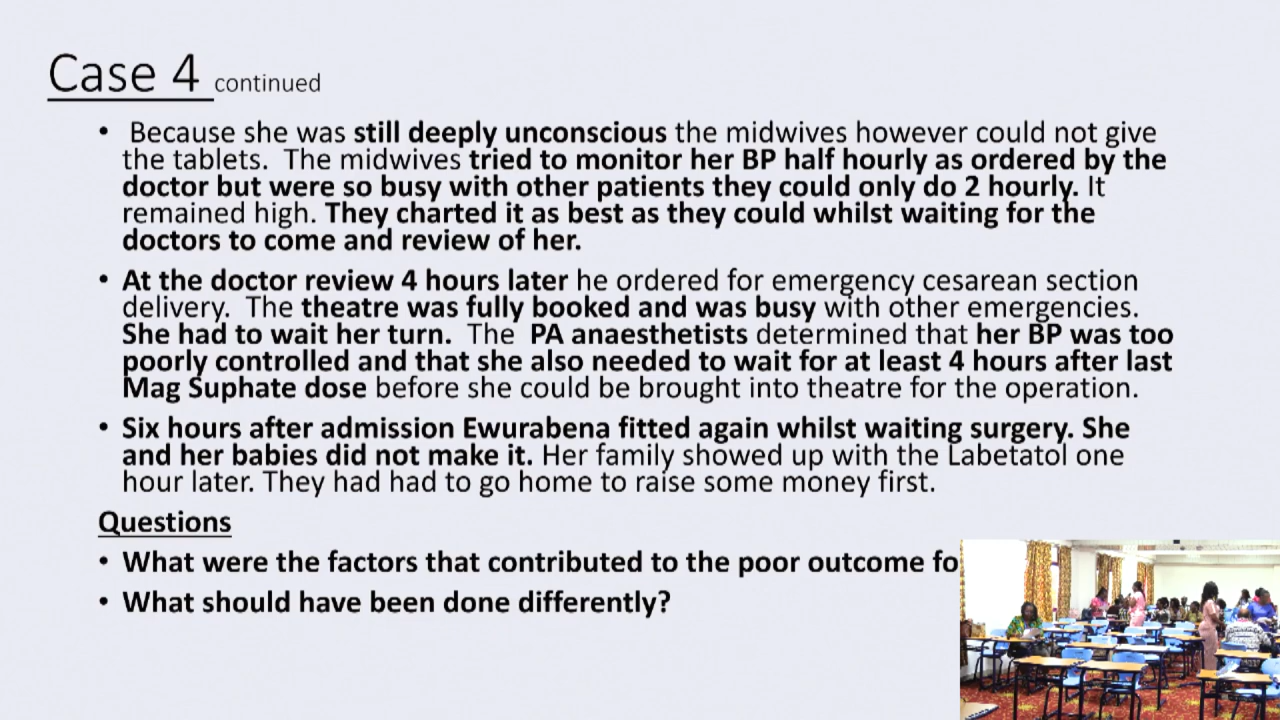 Case 4 continued
• Because she was still deeply unconscious the midwives however could not give
the tablets. The midwives tried to monitor her BP half hourly as ordered by the
doctor but were so busy with other patients they could only do 2 hourly. It
remained high. They charted it as best as they could whilst waiting for the
doctors to come and review of her.
• At the doctor review 4 hours later he ordered for emergency cesarean section
delivery. The theatre was fully booked and was busy with other emergencies.
She had to wait her turn. The PA anaesthetists determined that her BP was too
poorly controlled and that she also needed to wait for at least 4 hours after last
Mag Suphate dose before she could be brought into theatre for the operation.
• Six hours after admission Ewurabena fitted again whilst waiting surgery. She
and her babies did not make it. Her family showed up with the Labetatol one
hour later. They had had to go home to raise some money first.
Questions
• What were the factors that contributed to the poor outcome fo
• What should have been done differently?